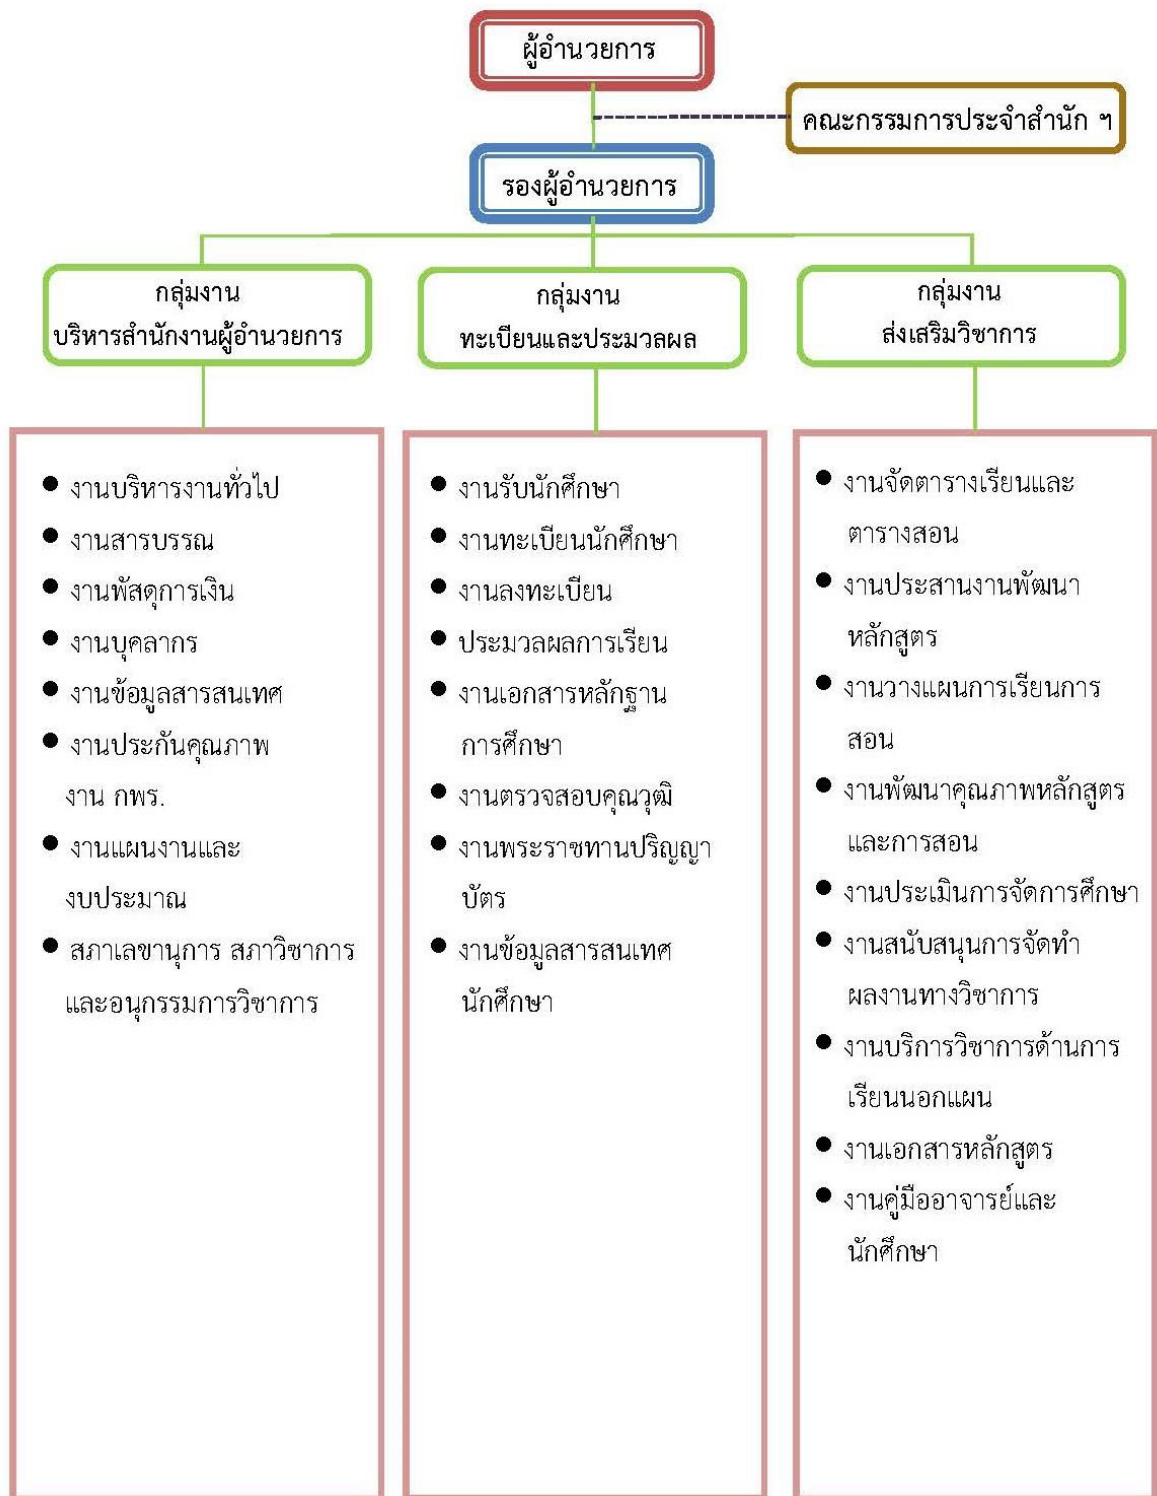 ผู้อำนวยการ
คณะกรรมการประจำสำนัก ฯ
รองผู้อำนวยการ
กลุ่มงาน
บริหารสำนักงานผู้อำนวยการ
กลุ่มงาน
ทะเบียนและประมวลผล
กลุ่มงาน
ส่งเสริมวิชาการ
● งานบริหารงานทั่วไป
● งานสารบรรณ
● งานพัสดุการเงิน
● งานบุคลากร
● งานข้อมูลสารสนเทศ
● งานประกันคุณภาพ
งาน กพร.
● งานแผนงานและ
งบประมาณ
● สภาเลขานุการ สภาวิชาการ
และอนุกรรมการวิชาการ
● งานรับนักศึกษา
● งานทะเบียนนักศึกษา
● งานลงทะเบียน
● ประมวลผลการเรียน
● งานเอกสารหลักฐาน
การศึกษา
● งานตรวจสอบคุณวุฒิ
● งานพระราชทานปริญญา
บัตร
● งานข้อมูลสารสนเทศ
นักศึกษา
● งานจัดตารางเรียนและ
ตารางสอน
● งานประสานงานพัฒนา
หลักสูตร
● งานวางแผนการเรียนการ
สอน
● งานพัฒนาคุณภาพหลักสูตร
และการสอน
● งานประเมินการจัดการศึกษา
● งานสนับสนุนการจัดทำ
ผลงานทางวิชาการ
● งานบริการวิชาการด้านการ
เรียนนอกแผน
● งานเอกสารหลักสูตร
● งานคู่มืออาจารย์และ
นักศึกษา